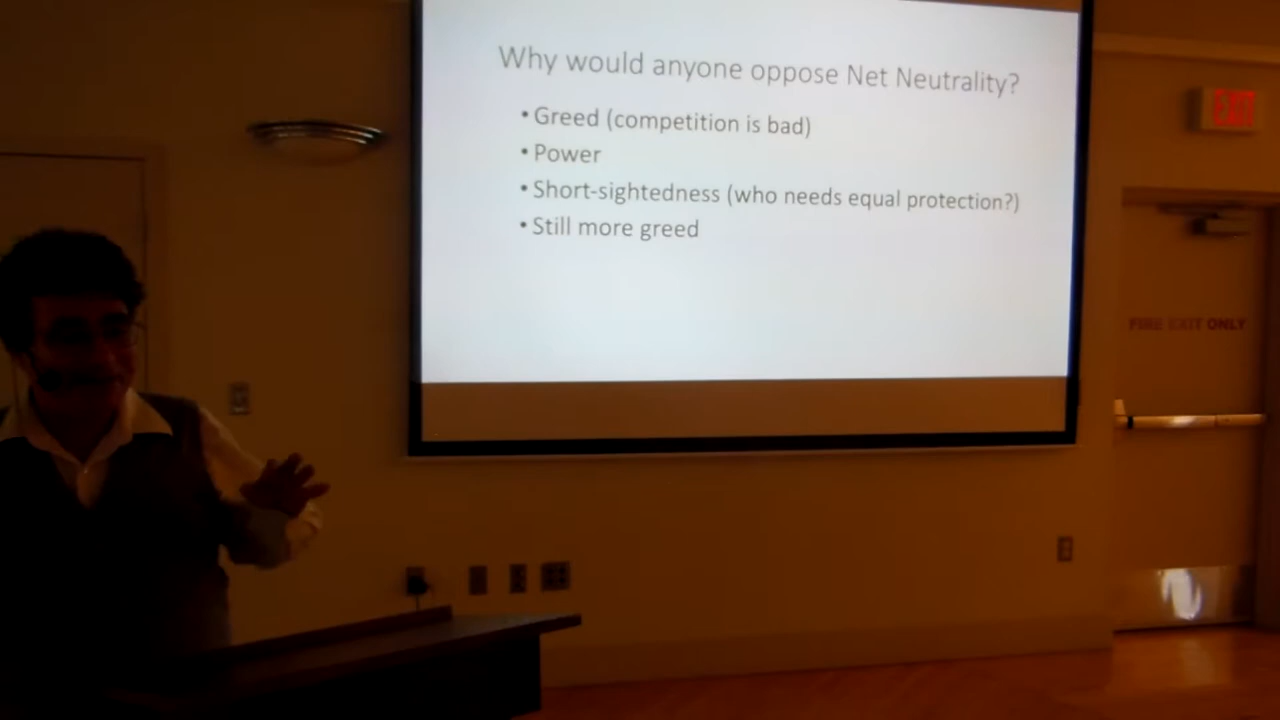 Why would anyone oppose Net Neutrality?
• Greed (competition is bad)
• Power
• Short-sightedness (who needs equal protection?)
• Still more greed
EXIT
FIRE EXIT ONLY